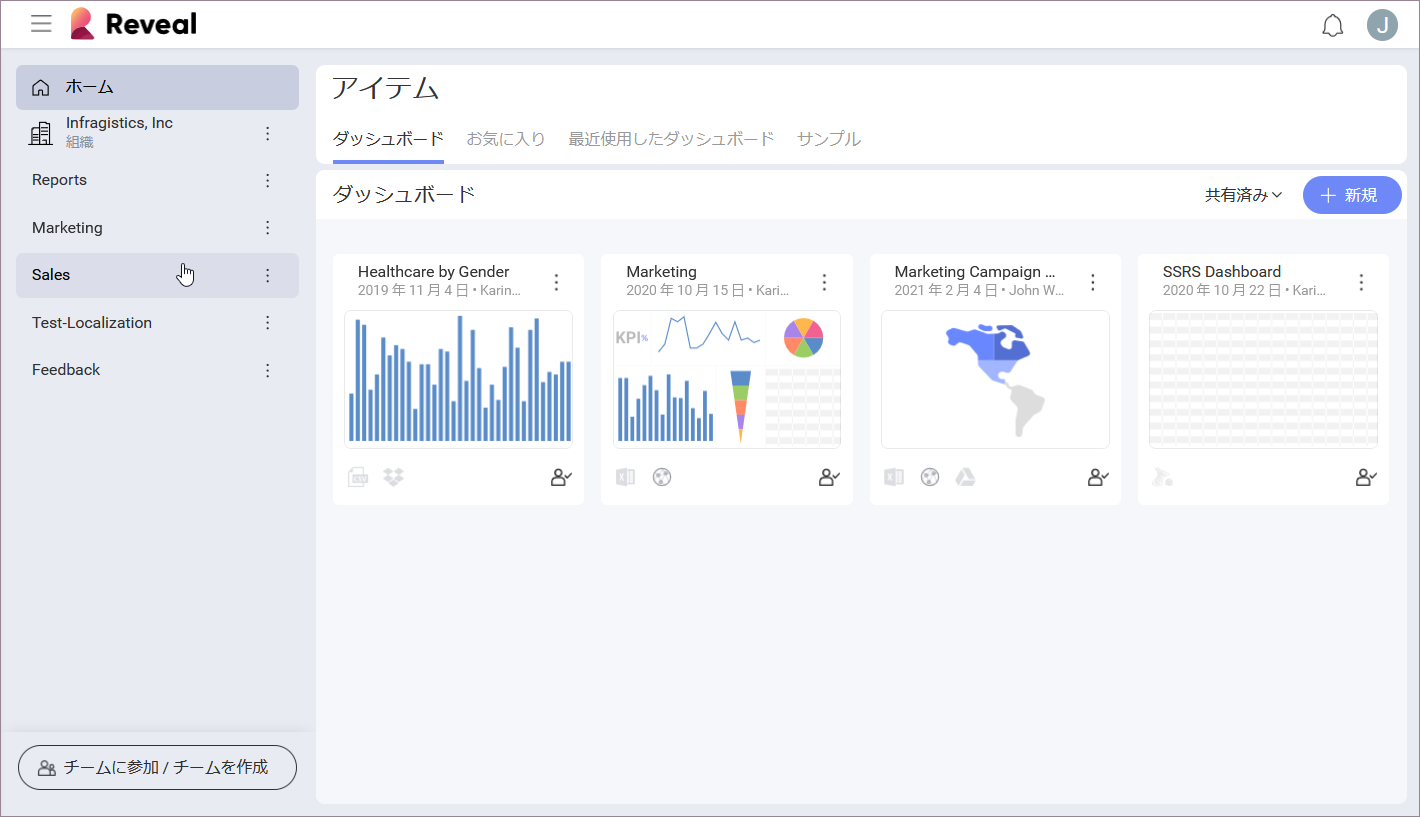 Reveal
J
ホーム
Infragistics, Inc
組織
Reports
Marketing
Sales
Test-Localization
Feedback
チームに参加 / チームを作成
アイテム
ダッシュボード お気に入り 最近使用したダッシュボード サンプル
ダッシュボード
共有済み
新規
Healthcare by Gender
2019 年 11 月 4 日 • Karin...
Marketing
2020 年 10 月 15 日 • Kari...
KPI%
Marketing Campaign ...
2021 年 2 月 4 日 • John W...
SSRS Dashboard
2020 年 10 月 22 日 • Kari...